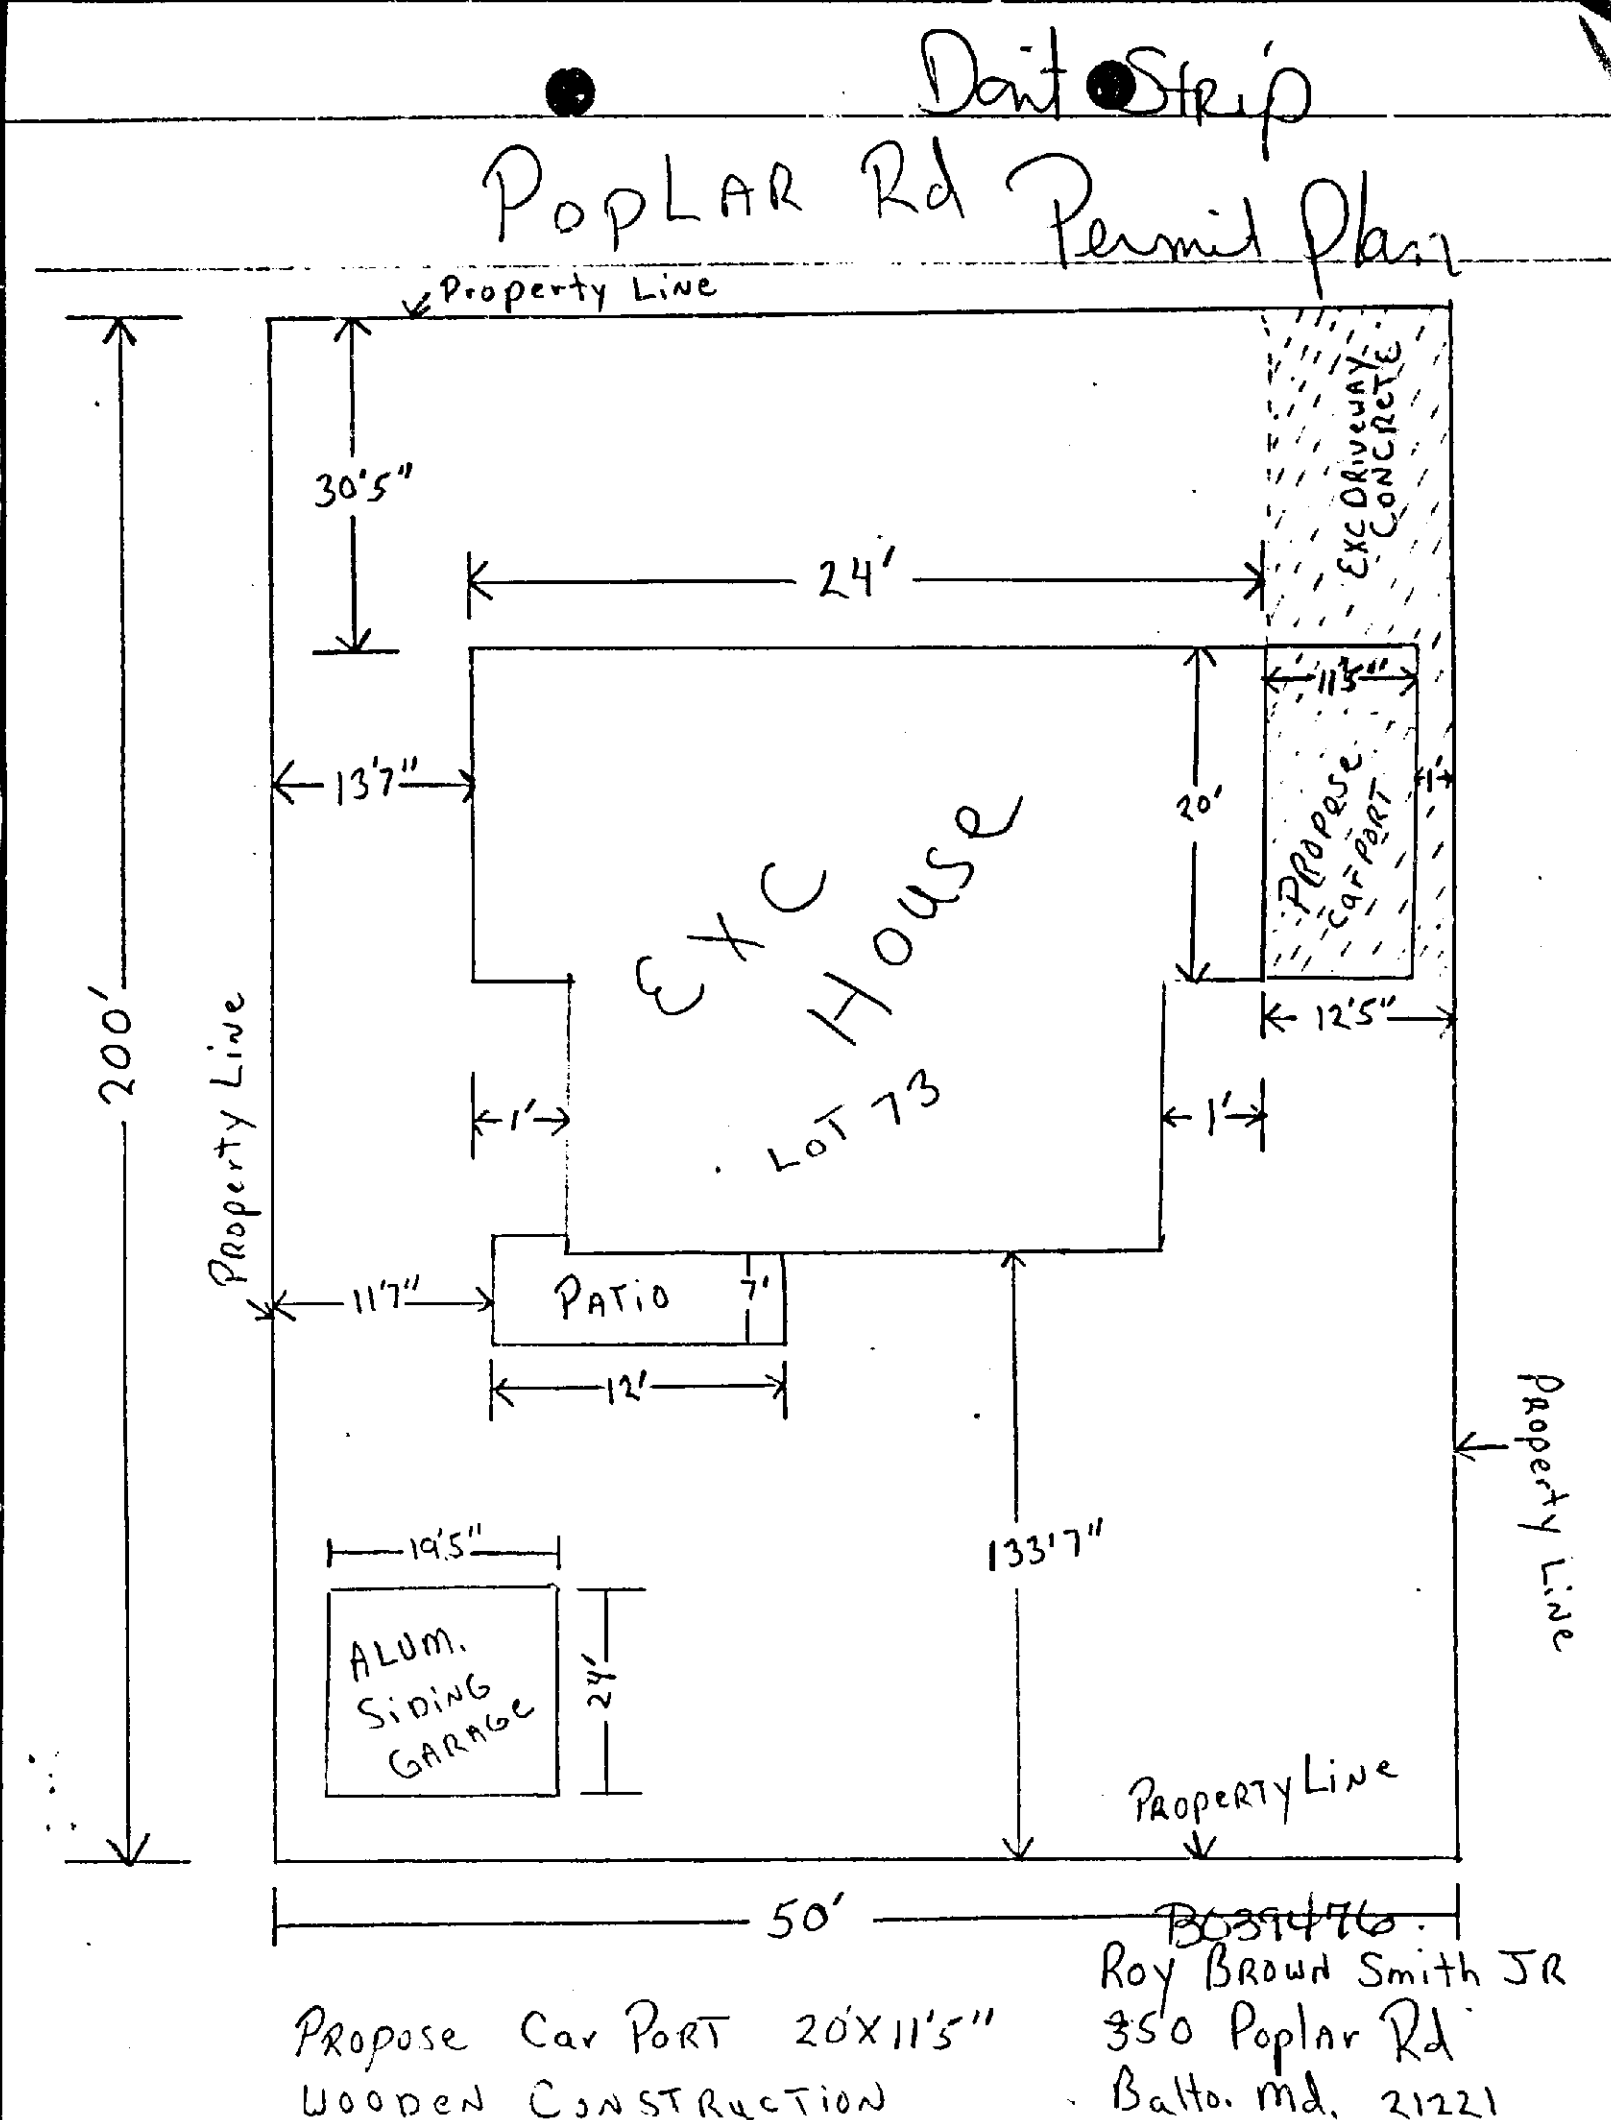 Don't Strip
PopLAR Rd Permit Plan
Property Line
EXC DRiveWAY
CONCRETE
30'5"
24'
11'5"
13'7"
20'
PROPOSE
Car PORT
1'
EXC
House
LOT 73
12'5"
200'
Property Line
1'
1'
11'7"
PATiO
7'
12'
PROperty LiNe
133'7"
19'5"
ALUM.
SiDiNG
GARAGe
24'
PROPeRTY LiNe
50'
B039476
Roy BROWN Smith JR
PROPOSe Car PORT 20'X11'5"
350 Poplar Rd
WOODEN CONSTRucTiON
Balto. Md. 21221